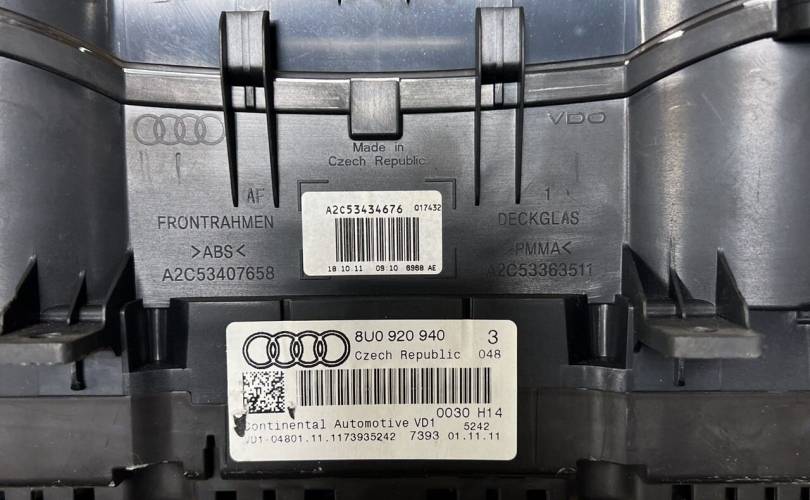 VDO
Made in
Czech Republic
AF
FRONTRAHMEN
>ABS<
A2C53407658
A2C53434676 017432
18.10.11 09:10 6988 AE
1
DECKGLAS
>PMMA<
A2C53363511
8U0 920 940 3
Czech Republic 048
0030 H14
Continental Automotive VD1 5242
VD1-04801.11.1173935242 7393 01.11.11